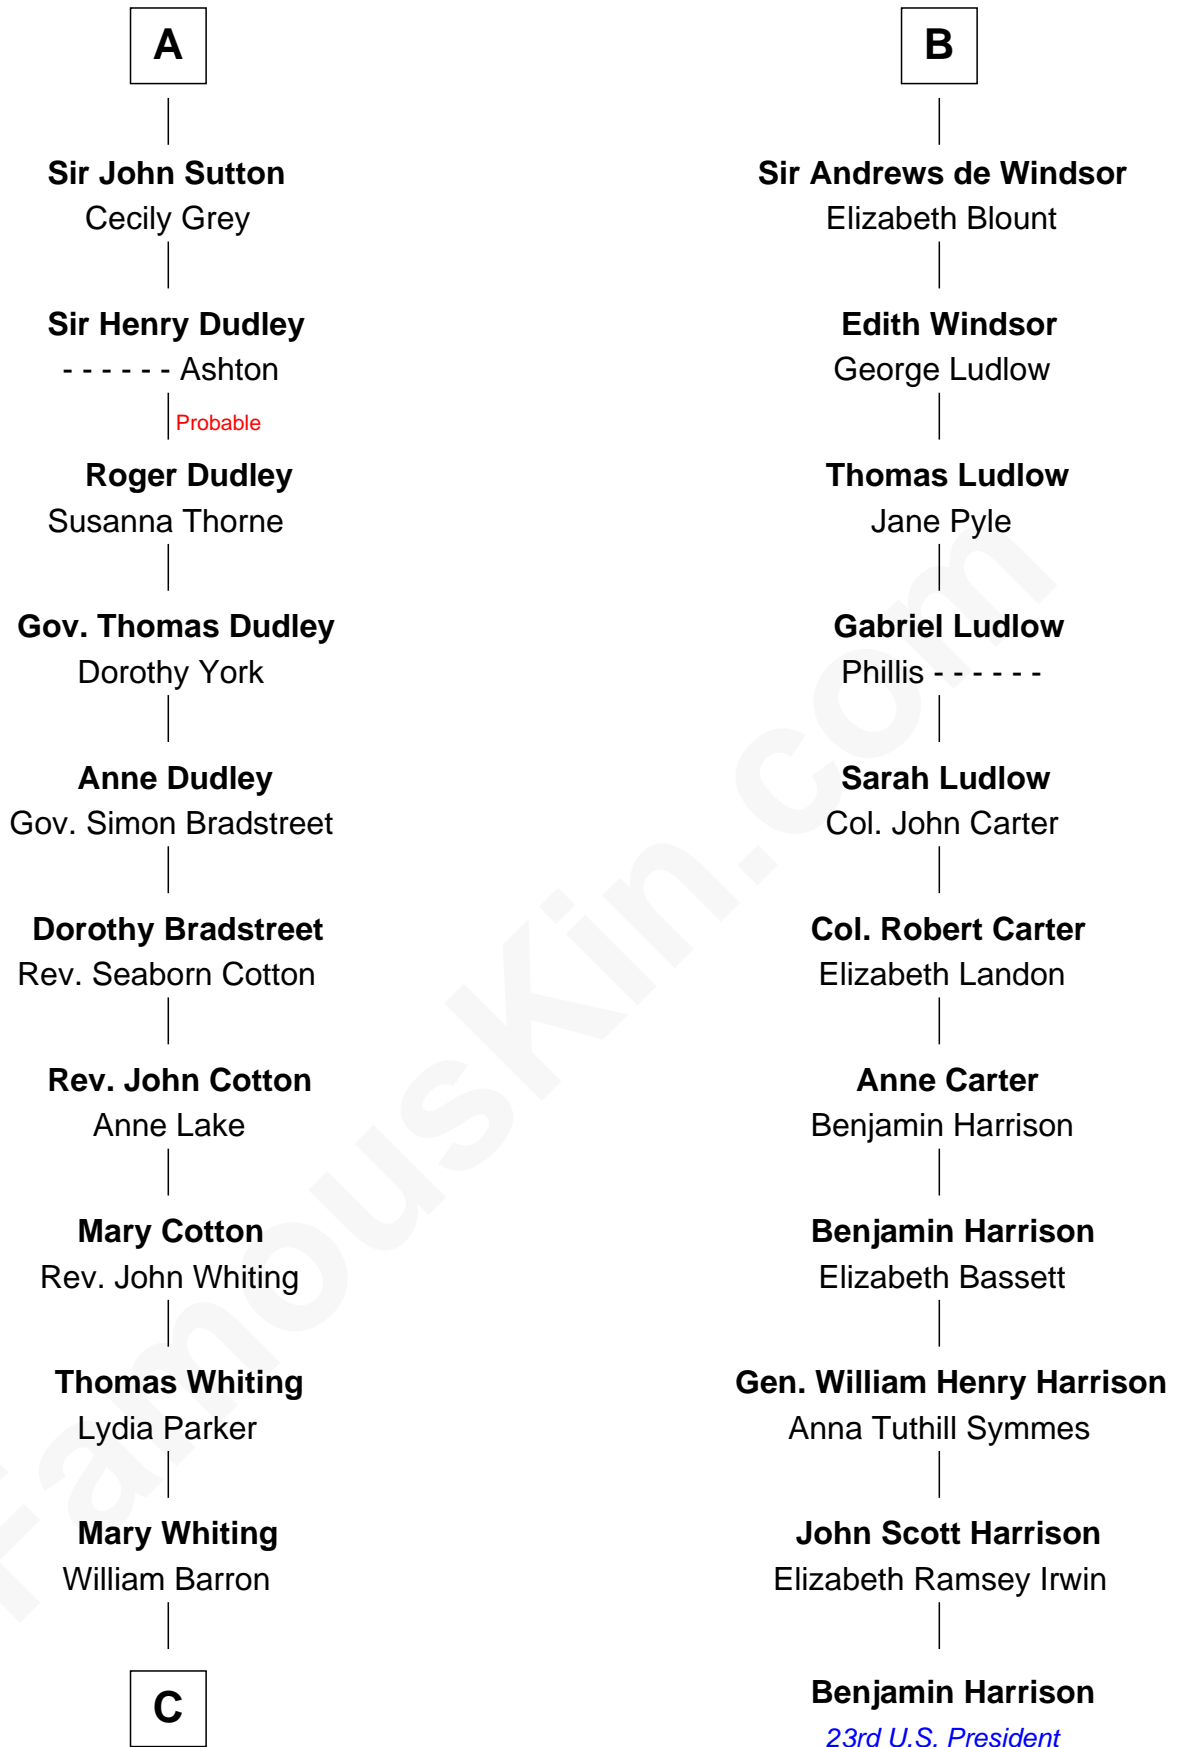 A
Sir John Sutton
Cecily Grey
Sir Henry Dudley
- - - - - - Ashton
Probable
Roger Dudley
Susanna Thorne
Gov. Thomas Dudley
Dorothy York
Anne Dudley
Gov. Simon Bradstreet
Dorothy Bradstreet
Rev. Seaborn Cotton
Rev. John Cotton
Anne Lake
Mary Cotton
Rev. John Whiting
Thomas Whiting
Lydia Parker
Mary Whiting
William Barron
C
B
Sir Andrews de Windsor
Elizabeth Blount
Edith Windsor
George Ludlow
Thomas Ludlow
Jane Pyle
Gabriel Ludlow
Phillis - - - - - -
Sarah Ludlow
Col. John Carter
Col. Robert Carter
Elizabeth Landon
Anne Carter
Benjamin Harrison
Benjamin Harrison
Elizabeth Bassett
Gen. William Henry Harrison
Anna Tuthill Symmes
John Scott Harrison
Elizabeth Ramsey Irwin
Benjamin Harrison
23rd U.S. President
FamousKin.com